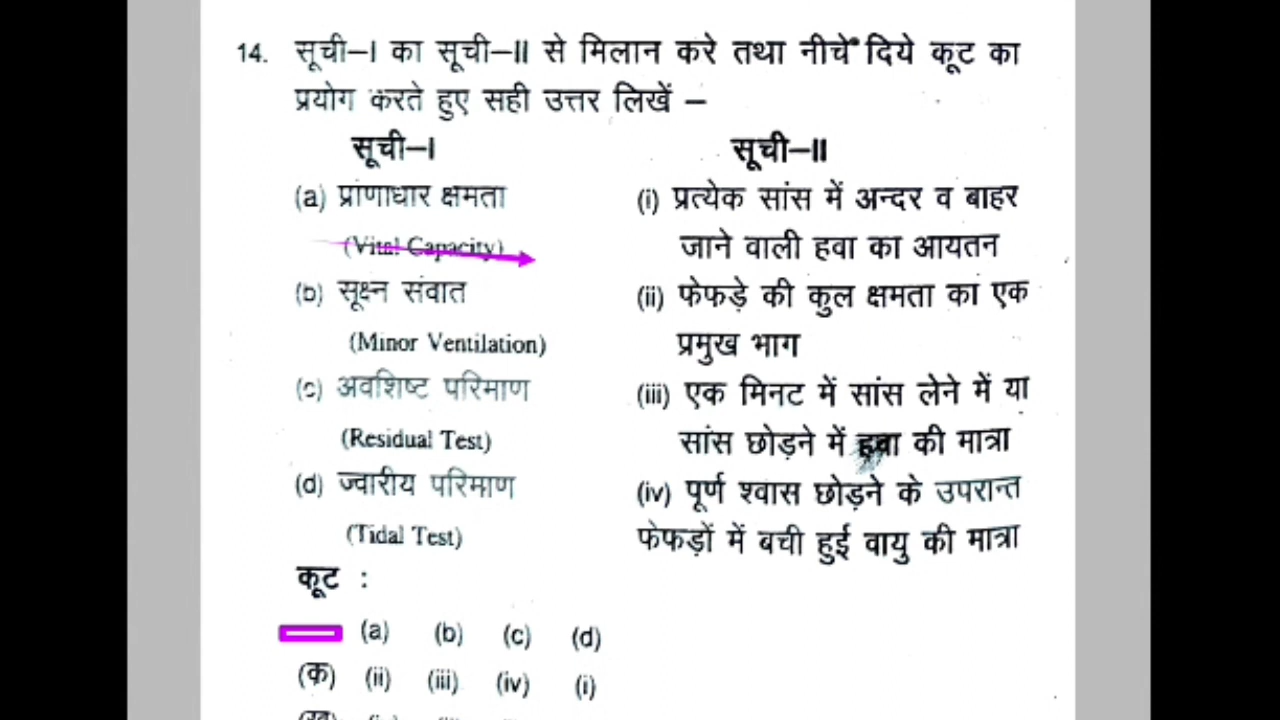 14. सूची–I का सूची–II से मिलान करे तथा नीचे दिये कूट का
प्रयोग करते हुए सही उत्तर लिखें –
सूची–I सूची–II
(a) प्राणाधार क्षमता (i) प्रत्येक सांस में अन्दर व बाहर
(Vital Capacity) जाने वाली हवा का आयतन
(b) सूक्ष्न संवात (ii) फेफड़े की कुल क्षमता का एक
(Minor Ventilation) प्रमुख भाग
(c) अवशिष्ट परिमाण (iii) एक मिनट में सांस लेने में या
(Residual Test) सांस छोड़ने में हवा की मात्रा
(d) ज्वारीय परिमाण (iv) पूर्ण श्वास छोड़ने के उपरान्त
(Tidal Test) फेफड़ों में बची हुई वायु की मात्रा
कूट :
(a) (b) (c) (d)
(क) (ii) (iii) (iv) (i)